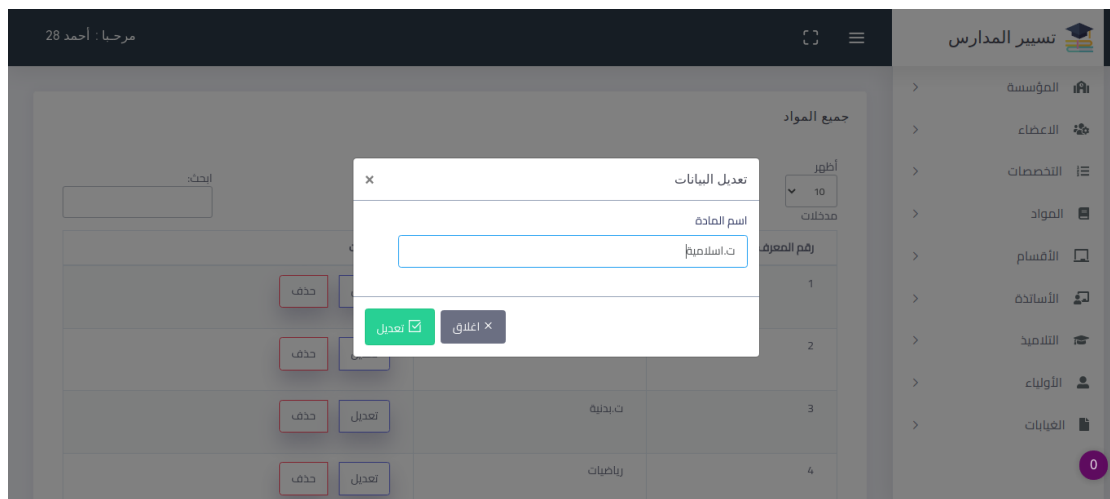 تسيير المدارس
مرحبا : أحمد 28
المؤسسة
الاعضاء
التخصصات
المواد
الأقسام
الأساتذة
التلاميذ
الأولياء
الغيابات
0
جميع المواد
أظهر
10
مدخلات
ابحث:
تعديل البيانات
×
اسم المادة
ت.اسلامية
× اغلاق
تعديل
رقم المعرف
1
حذف
2
حذف
3 ت.بدنية تعديل حذف
4 رياضيات تعديل حذف